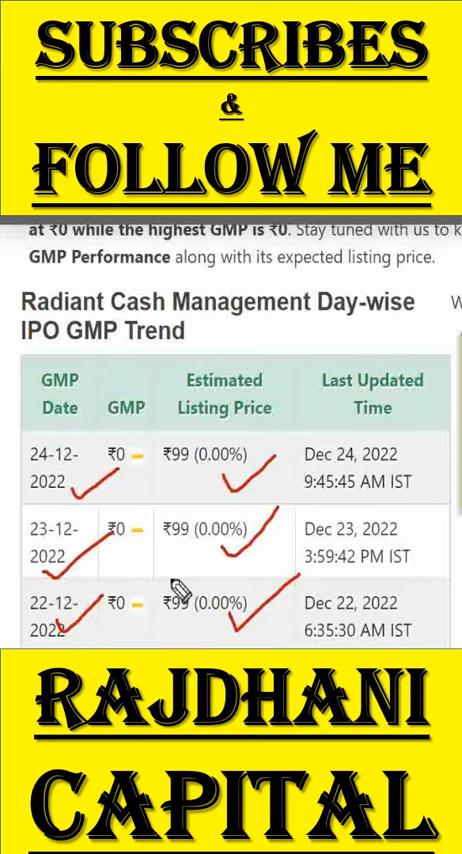 SUBSCRIBES
&
FOLLOW ME
at ₹0 while the highest GMP is ₹0. Stay tuned with us to k
GMP Performance along with its expected listing price.
Radiant Cash Management Day-wise
IPO GMP Trend
W
GMP Date GMP Estimated Listing Price Last Updated Time
24-12-2022 ₹0 ₹99 (0.00%) Dec 24, 2022 9:45:45 AM IST
23-12-2022 ₹0 ₹99 (0.00%) Dec 23, 2022 3:59:42 PM IST
22-12-2022 ₹0 ₹99 (0.00%) Dec 22, 2022 6:35:30 AM IST
RAJDHANI
CAPITAL